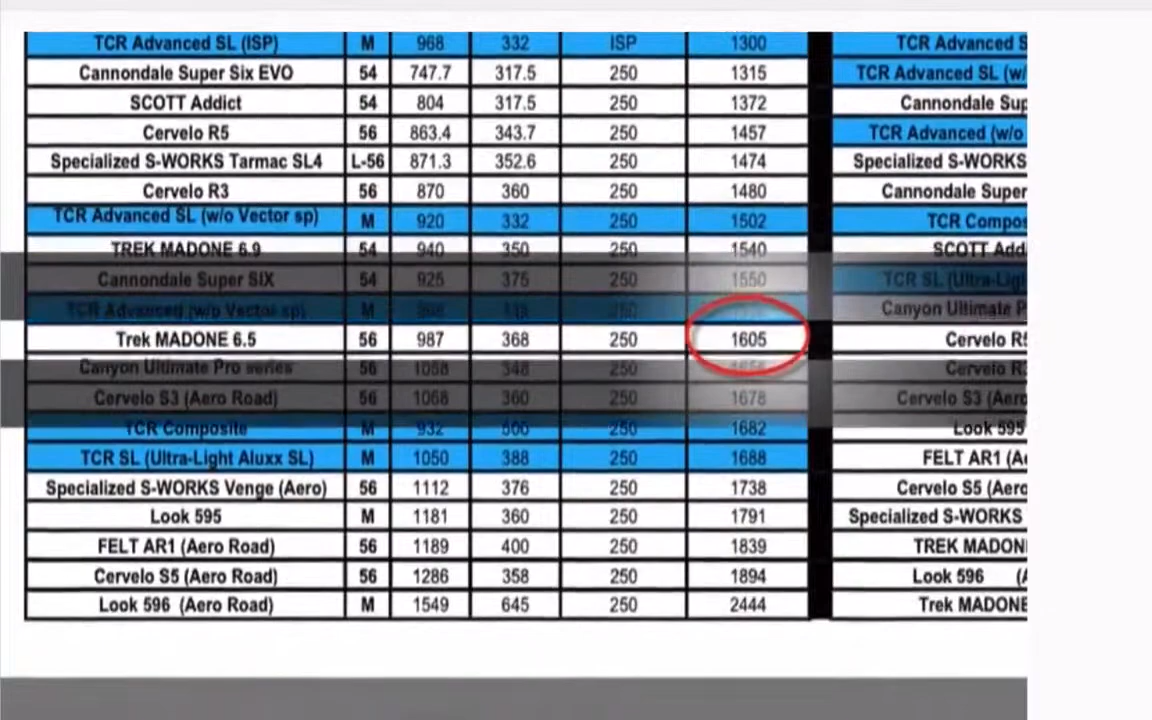 TCR Advanced SL (ISP) M 968 332 ISP 1300 TCR Advanced S
Cannondale Super Six EVO 54 747.7 317.5 250 1315 TCR Advanced SL (w/
SCOTT Addict 54 804 317.5 250 1372 Cannondale Sup
Cervelo R5 56 863.4 343.7 250 1457 TCR Advanced (w/o
Specialized S-WORKS Tarmac SL4 L-56 871.3 352.6 250 1474 Specialized S-WORKS
Cervelo R3 56 870 360 250 1480 Cannondale Super
TCR Advanced SL (w/o Vector sp) M 920 332 250 1502 TCR Compos
TREK MADONE 6.9 54 940 350 250 1540 SCOTT Add
Cannondale Super SIX 54 925 375 250 1550 TCR SL (Ultra-Ligh
TCR Advanced (w/o Vector sp) M 250 Canyon Ultimate P
Trek MADONE 6.5 56 987 368 250 1605 Cervelo R5
Canyon Ultimate Pro series 56 1058 348 250 Cervelo R3
Cervelo S3 (Aero Road) 56 1068 360 250 1678 Cervelo S3 (Aero
TCR Composite M 932 500 250 1682 Look 595
TCR SL (Ultra-Light Aluxx SL) M 1050 388 250 1688 FELT AR1 (Ae
Specialized S-WORKS Venge (Aero) 56 1112 376 250 1738 Cervelo S5 (Aero
Look 595 M 1181 360 250 1791 Specialized S-WORKS
FELT AR1 (Aero Road) 56 1189 400 250 1839 TREK MADON
Cervelo S5 (Aero Road) 56 1286 358 250 1894 Look 596 (A
Look 596 (Aero Road) M 1549 645 250 2444 Trek MADONE